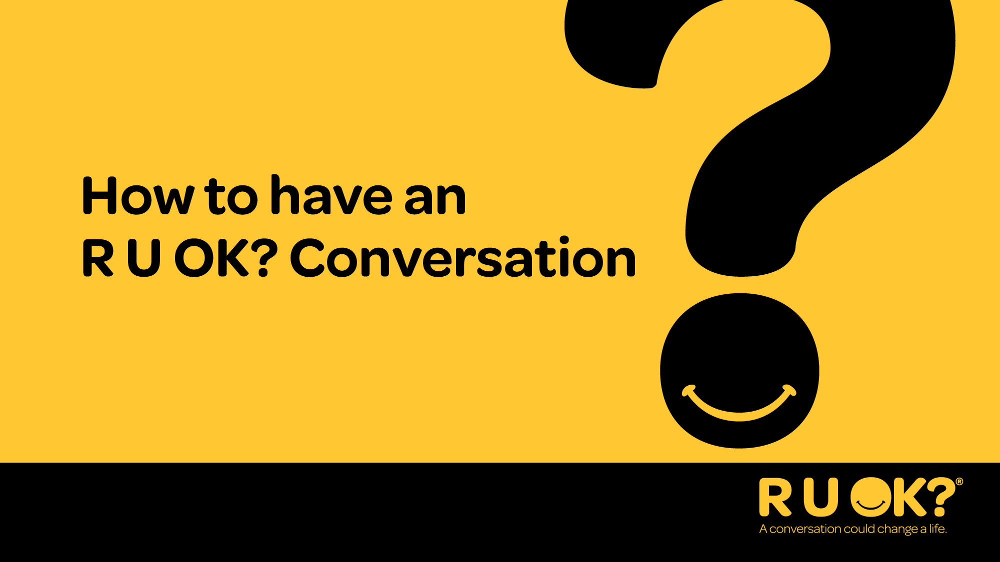 How to have an
R U OK? Conversation
R U OK?®
A conversation could change a life.